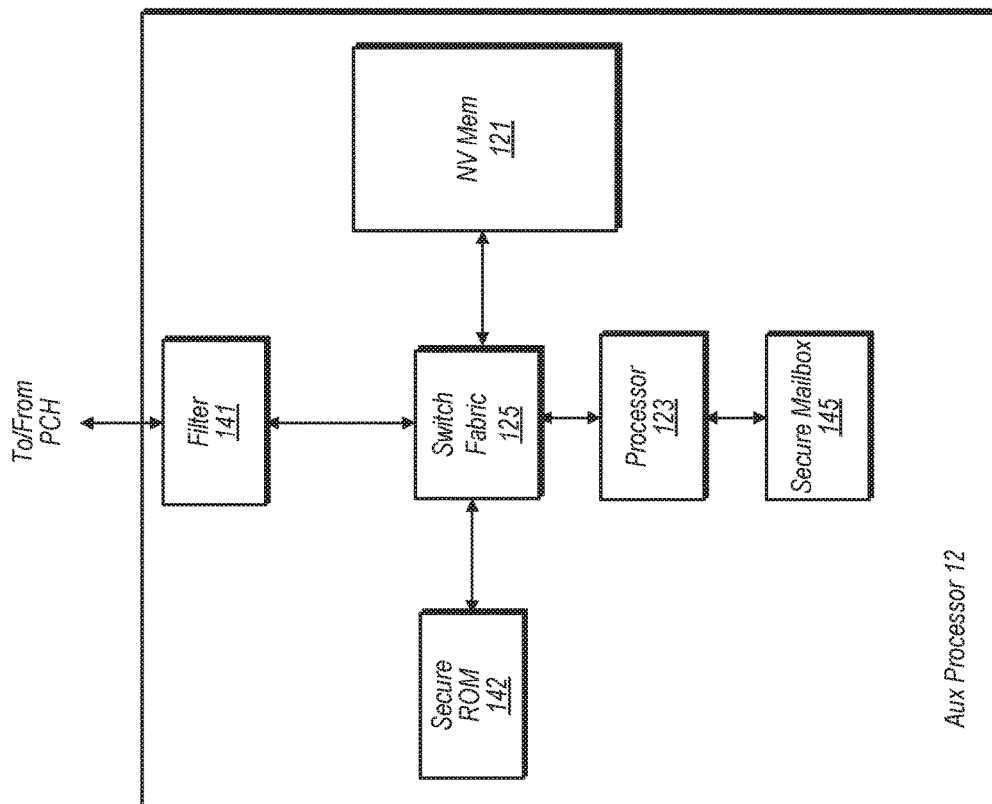 To/From
PCH
Filter
141
Secure
ROM
142
Switch
Fabric
125
NV Mem
121
Processor
123
Secure Mailbox
145
Aux Processor 12